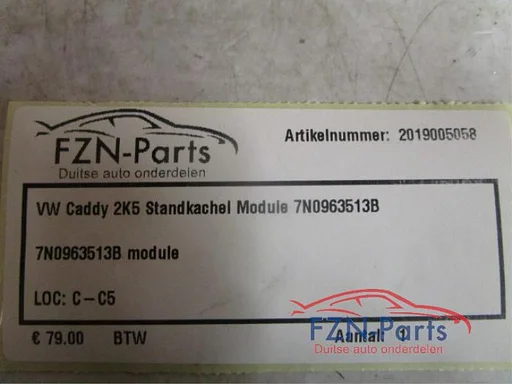 FZN-Parts
Duitse auto onderdelen
Artikelnummer: 2019005058
VW Caddy 2K5 Standkachel Module 7N0963513B
7N0963513B module
LOC: C-C5
€ 79.00 BTW
Aantal: 1
FZN-Parts
Duitse auto onderdelen